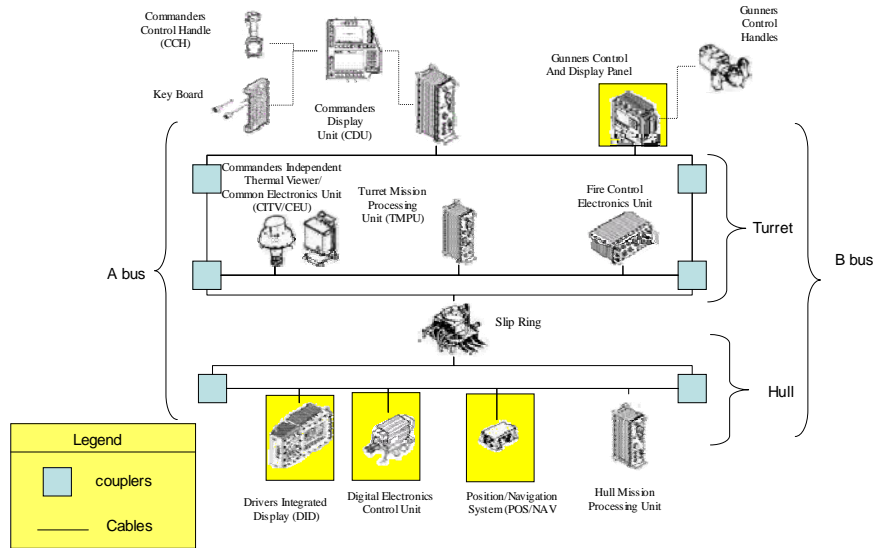 Commanders
Control Handle
(CCH)
Gunners
Control
Handles
Gunners Control
And Display Panel
Key Board
Commanders
Display
Unit (CDU)
Commanders Independent
Thermal Viewer/
Common Electronics Unit
(CITV/CEU)
Turret Mission
Processing
Unit (TMPU)
Fire Control
Electronics Unit
Turret
A bus
B bus
Slip Ring
Hull
Legend
couplers
Cables
Drivers Integrated
Display (DID)
Digital Electronics
Control Unit
Position/Navigation
System (POS/NAV
Hull Mission
Processing Unit